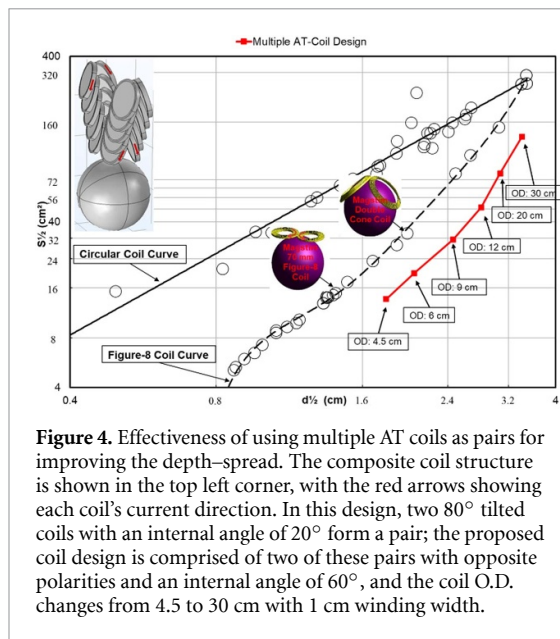 Multiple AT-Coil Design
400
320
160
72
56
40
32
24
16
8
4
S½ (cm²)
OD: 30 cm
OD: 20 cm
OD: 12 cm
OD: 9 cm
OD: 6 cm
OD: 4.5 cm
Double
Cone Coil
70mm
Figure-8
Coil
Circular Coil Curve
Figure-8 Coil Curve
0.4 0.8 1.6 2.4 3.2 4
d½ (cm)
Figure 4. Effectiveness of using multiple AT coils as pairs for
improving the depth–spread. The composite coil structure
is shown in the top left corner, with the red arrows showing
each coil's current direction. In this design, two 80° tilted
coils with an internal angle of 20° form a pair; the proposed
coil design is comprised of two of these pairs with opposite
polarities and an internal angle of 60°, and the coil O.D.
changes from 4.5 to 30 cm with 1 cm winding width.